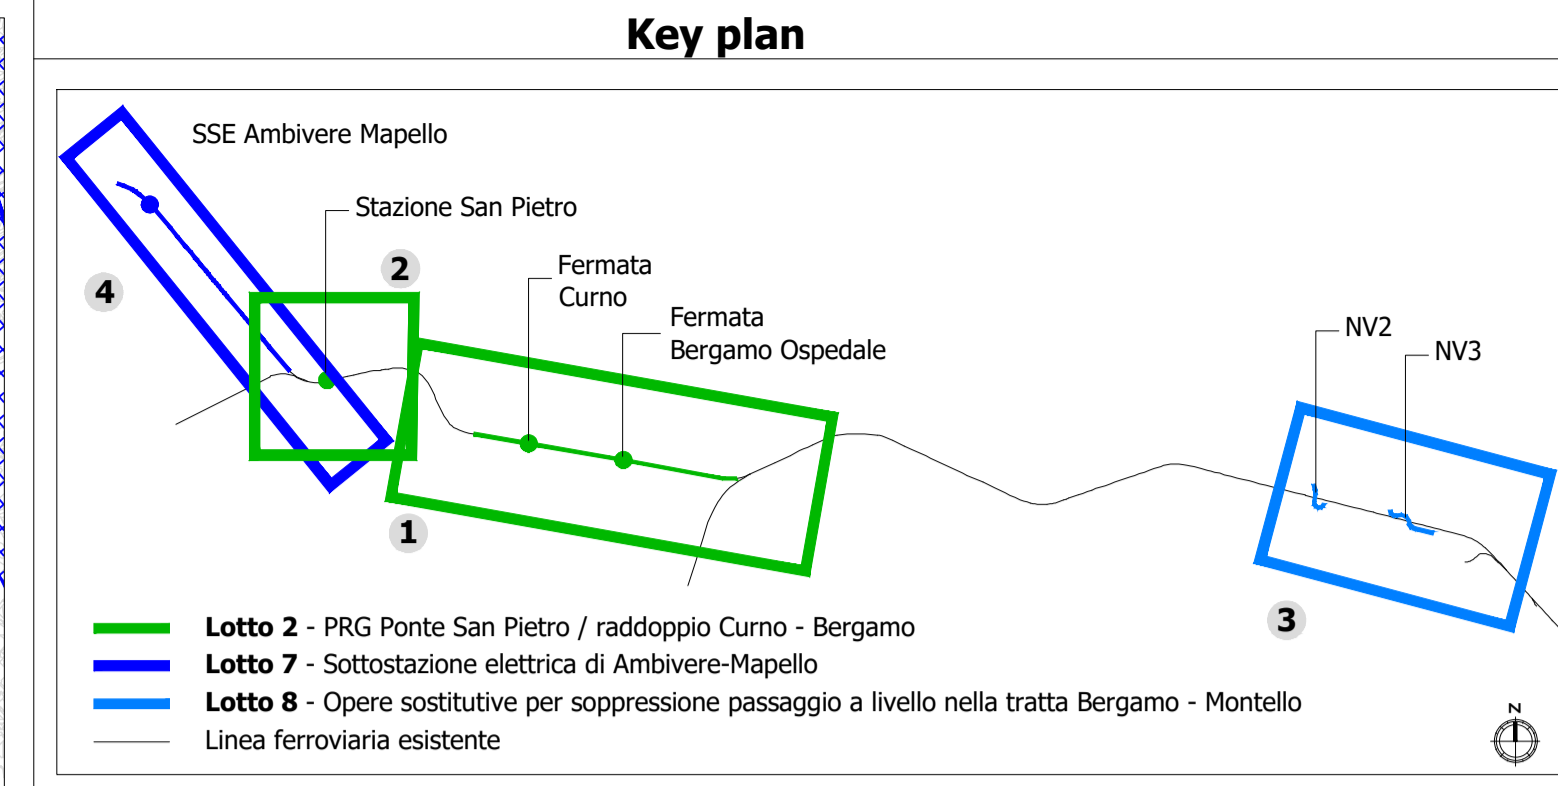 Key plan
SSE Ambivere Mapello
Stazione San Pietro
2
Fermata
Curno
4
Fermata
Bergamo Ospedale
NV2
NV3
1
3
Lotto 2 - PRG Ponte San Pietro / raddoppio Curno - Bergamo
Lotto 7 - Sottostazione elettrica di Ambivere-Mapello
Lotto 8 - Opere sostitutive per soppressione passaggio a livello nella tratta Bergamo - Montello
Linea ferroviaria esistente
N